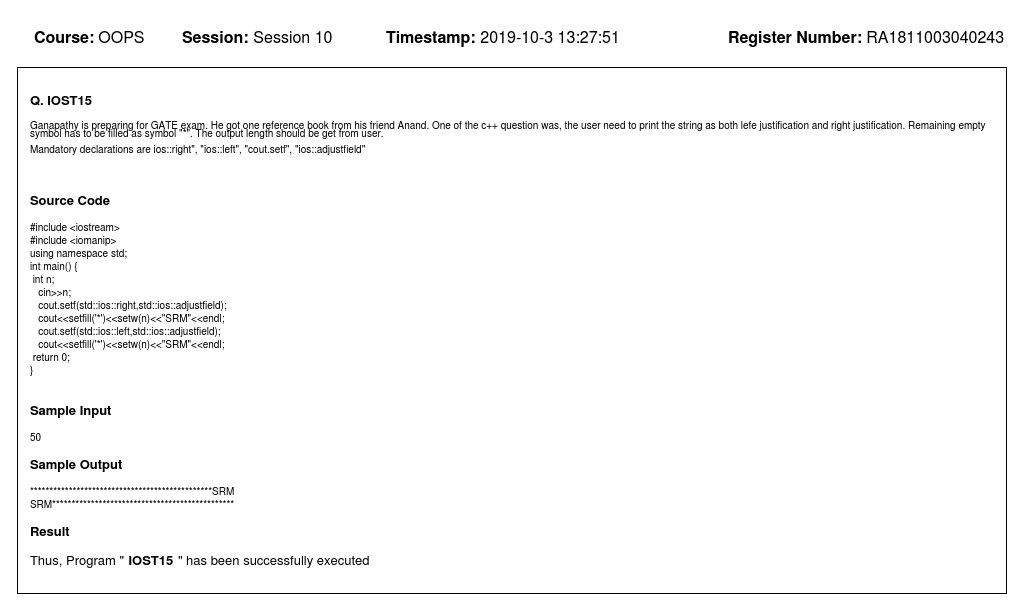 Course: OOPS Session: Session 10 Timestamp: 2019-10-3 13:27:51 Register Number: RA1811003040243
Q. IOST15
Ganapathy is preparing for GATE exam. He got one reference book from his friend Anand. One of the c++ question was, the user need to print the string as both lefe justification and right justification. Remaining empty
symbol has to be filled as symbol "*". The output length should be get from user.
Mandatory declarations are ios::right", "ios::left", "cout.setf", "ios::adjustfield"
Source Code
#include <iostream>
#include <iomanip>
using namespace std;
int main() {
int n;
cin>>n;
cout.setf(std::ios::right,std::ios::adjustfield);
cout<<setfill('*')<<setw(n)<<"SRM"<<endl;
cout.setf(std::ios::left,std::ios::adjustfield);
cout<<setfill('*')<<setw(n)<<"SRM"<<endl;
return 0;
}
Sample Input
50
Sample Output
***********************************************SRM
SRM***********************************************
Result
Thus, Program " IOST15 " has been successfully executed